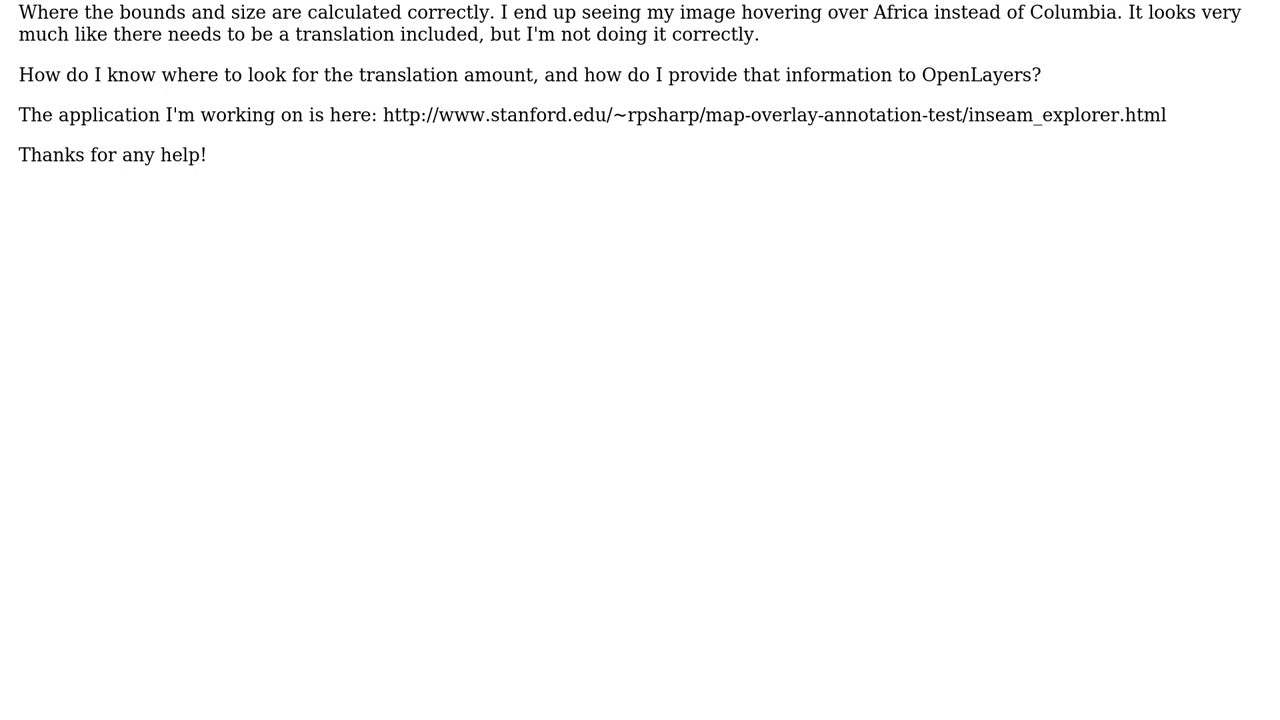 Where the bounds and size are calculated correctly. I end up seeing my image hovering over Africa instead of Columbia. It looks very
much like there needs to be a translation included, but I'm not doing it correctly.
How do I know where to look for the translation amount, and how do I provide that information to OpenLayers?
The application I'm working on is here: http://www.stanford.edu/~rpsharp/map-overlay-annotation-test/inseam_explorer.html
Thanks for any help!